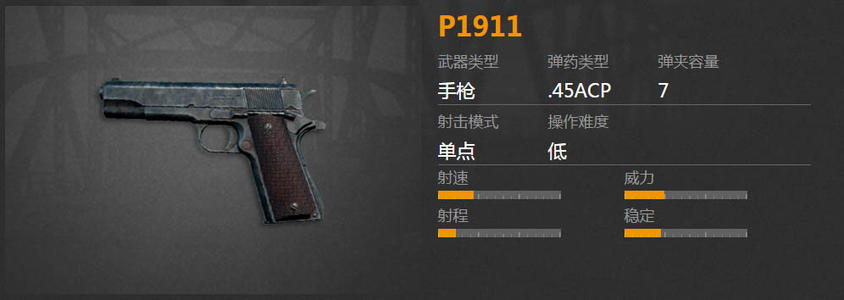 P1911
武器类型 弹药类型 弹夹容量
手枪 .45ACP 7
射击模式 操作难度
单点 低
射速 威力
射程 稳定